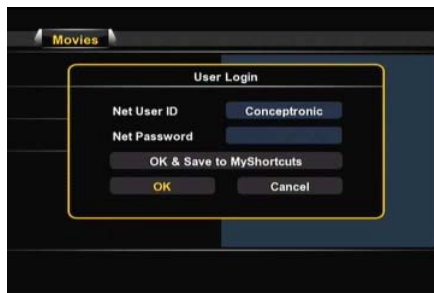 Movies
User Login
Net User ID Conceptronic
Net Password
OK & Save to MyShortcuts
OK Cancel